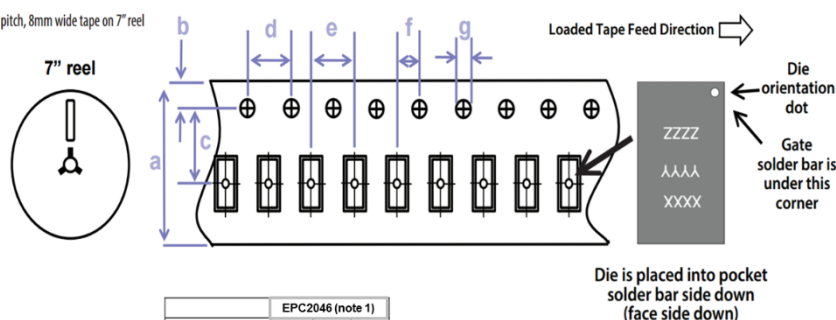 pitch, 8mm wide tape on 7” reel
7” reel
b
d
e
f
g
Loaded Tape Feed Direction
a
c
Die
orientation
dot
Gate
solder bar is
under this
corner
ZZZZ
YYYY
XXXX
Die is placed into pocket
solder bar side down
(face side down)
EPC2046 (note 1)